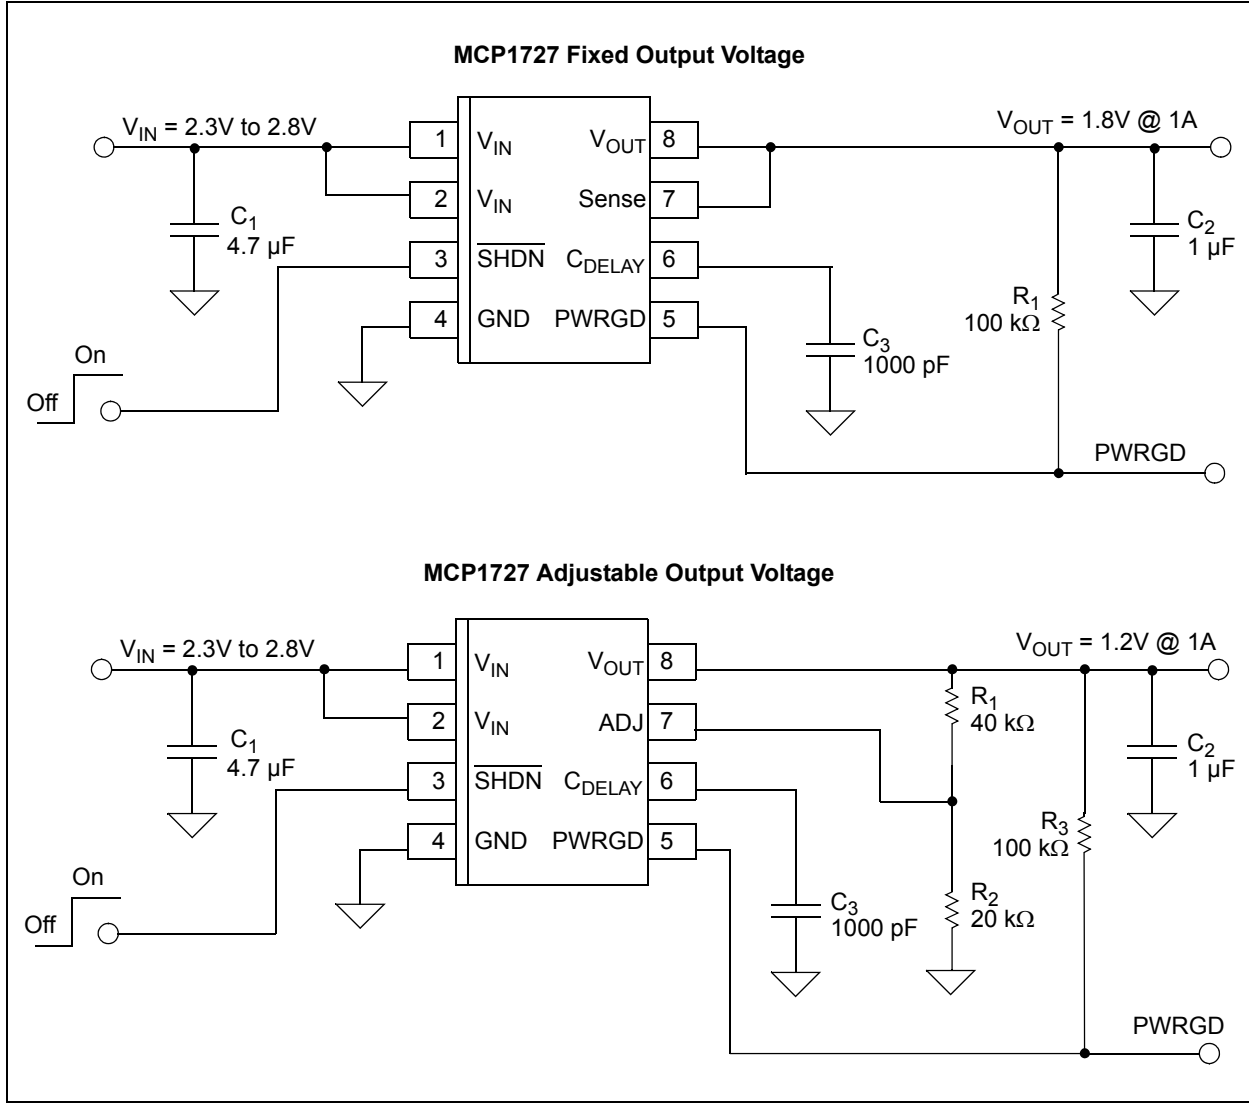 MCP1727 Fixed Output Voltage
V_IN = 2.3V to 2.8V
V_OUT = 1.8V @ 1A
1 V_IN V_OUT 8
2 V_IN Sense 7
3 SHDN C_DELAY 6
4 GND PWRGD 5
C_1
4.7 µF
C_2
1 µF
R_1
100 kΩ
C_3
1000 pF
On
Off
PWRGD
MCP1727 Adjustable Output Voltage
V_IN = 2.3V to 2.8V
V_OUT = 1.2V @ 1A
1 V_IN V_OUT 8
2 V_IN ADJ 7
3 SHDN C_DELAY 6
4 GND PWRGD 5
C_1
4.7 µF
R_1
40 kΩ
C_2
1 µF
R_3
100 kΩ
R_2
20 kΩ
C_3
1000 pF
On
Off
PWRGD